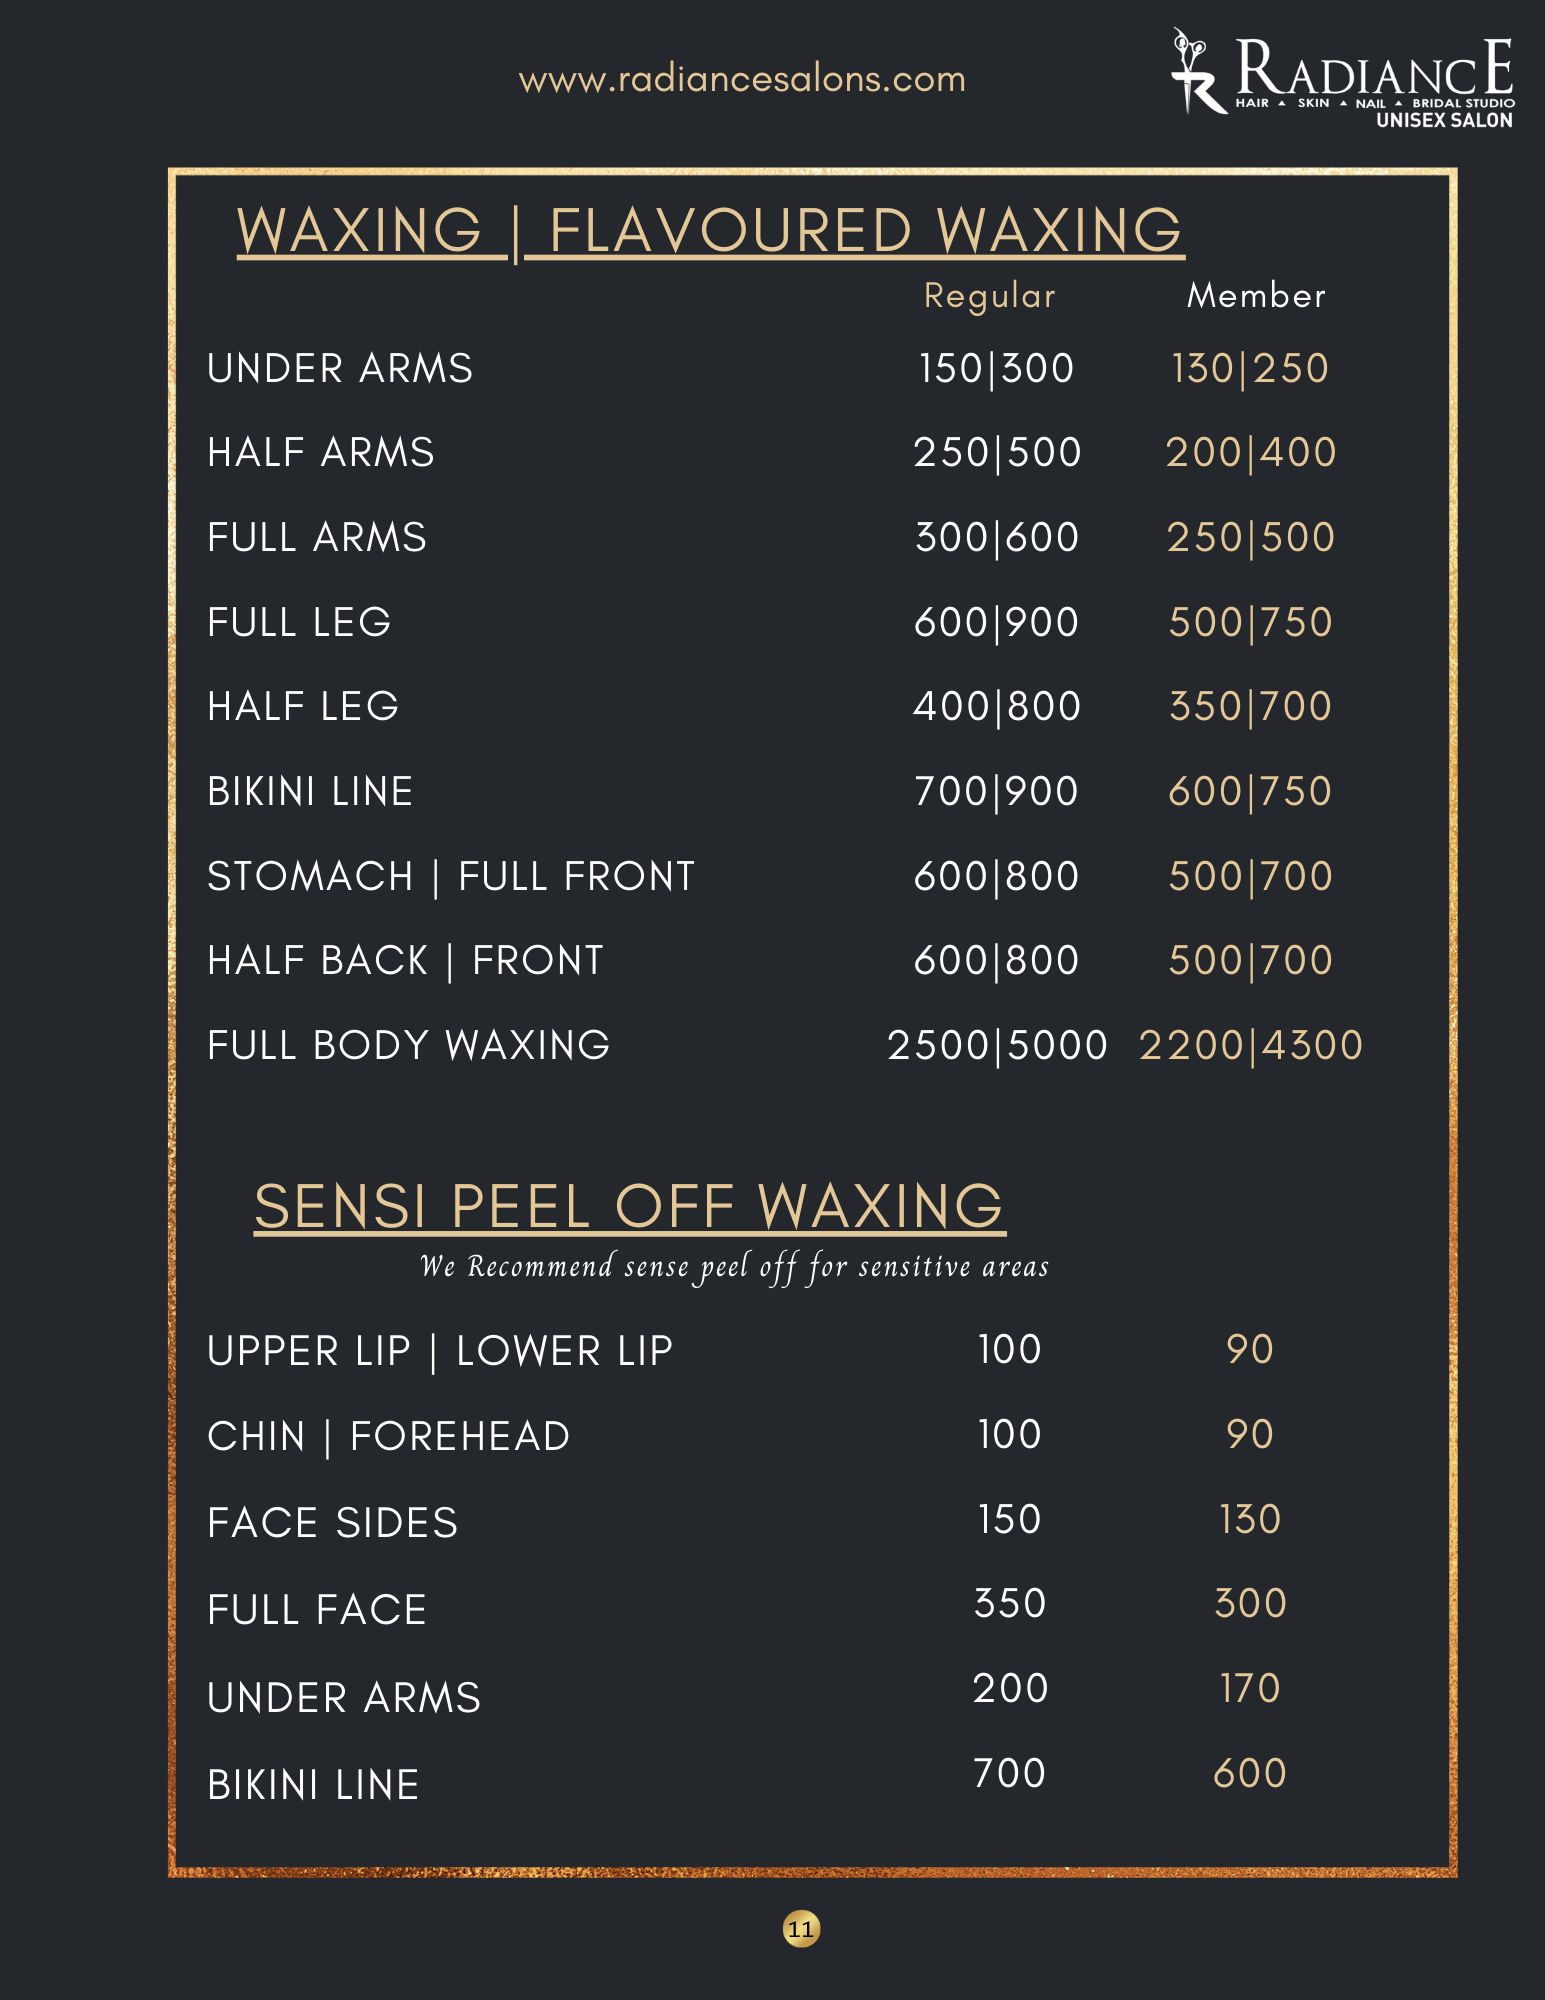 www.radiancesalons.com
RADIANCE
HAIR ▲ SKIN ▲ NAIL ▲ BRIDAL STUDIO
UNISEX SALON
WAXING | FLAVOURED WAXING
Regular Member
UNDER ARMS 150|300 130|250
HALF ARMS 250|500 200|400
FULL ARMS 300|600 250|500
FULL LEG 600|900 500|750
HALF LEG 400|800 350|700
BIKINI LINE 700|900 600|750
STOMACH | FULL FRONT 600|800 500|700
HALF BACK | FRONT 600|800 500|700
FULL BODY WAXING 2500|5000 2200|4300
SENSI PEEL OFF WAXING
We Recommend sense peel off for sensitive areas
UPPER LIP | LOWER LIP 100 90
CHIN | FOREHEAD 100 90
FACE SIDES 150 130
FULL FACE 350 300
UNDER ARMS 200 170
BIKINI LINE 700 600
11